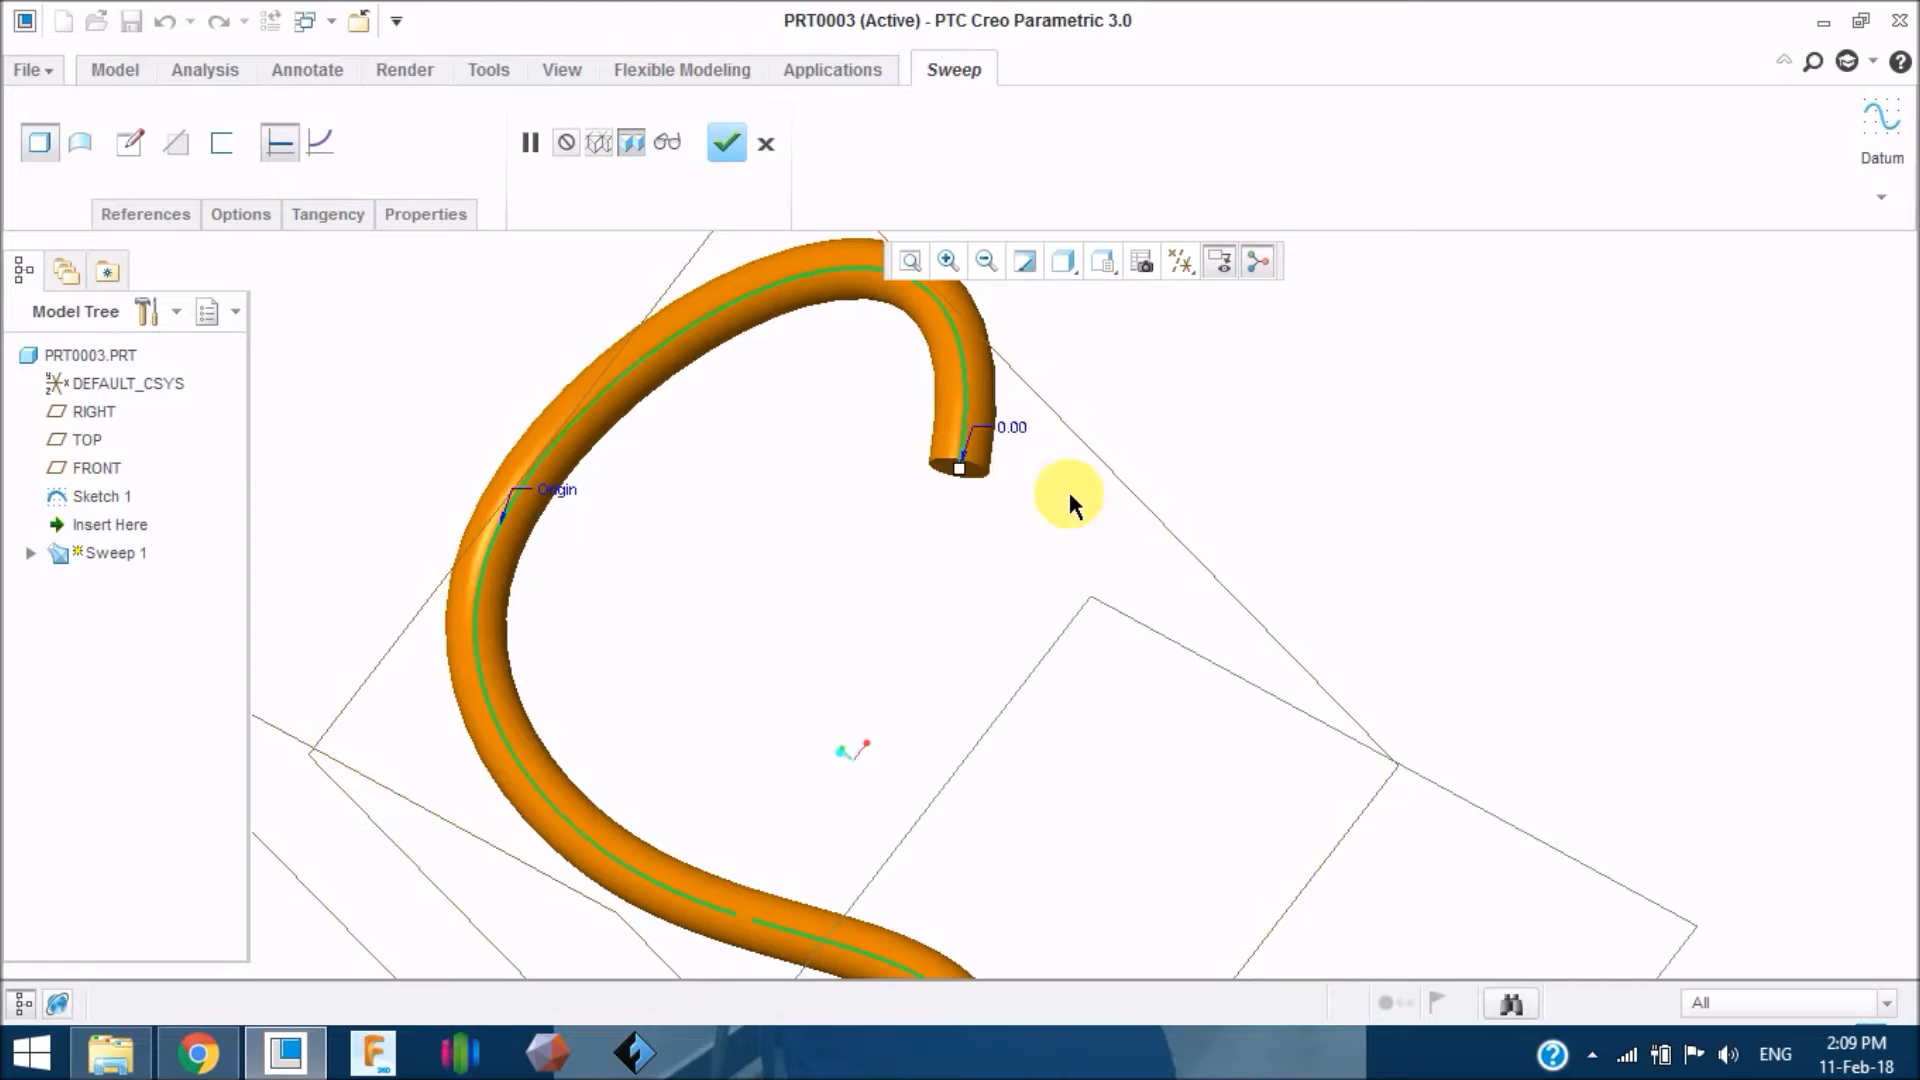 PRT0003 (Active) - PTC Creo Parametric 3.0
File Model Analysis Annotate Render Tools View Flexible Modeling Applications Sweep
Datum
References Options Tangency Properties
Model Tree
PRT0003.PRT
DEFAULT_CSYS
RIGHT
TOP
FRONT
Sketch 1
Insert Here
Sweep 1
0.00
Origin
All
ENG
2:09 PM
11-Feb-18